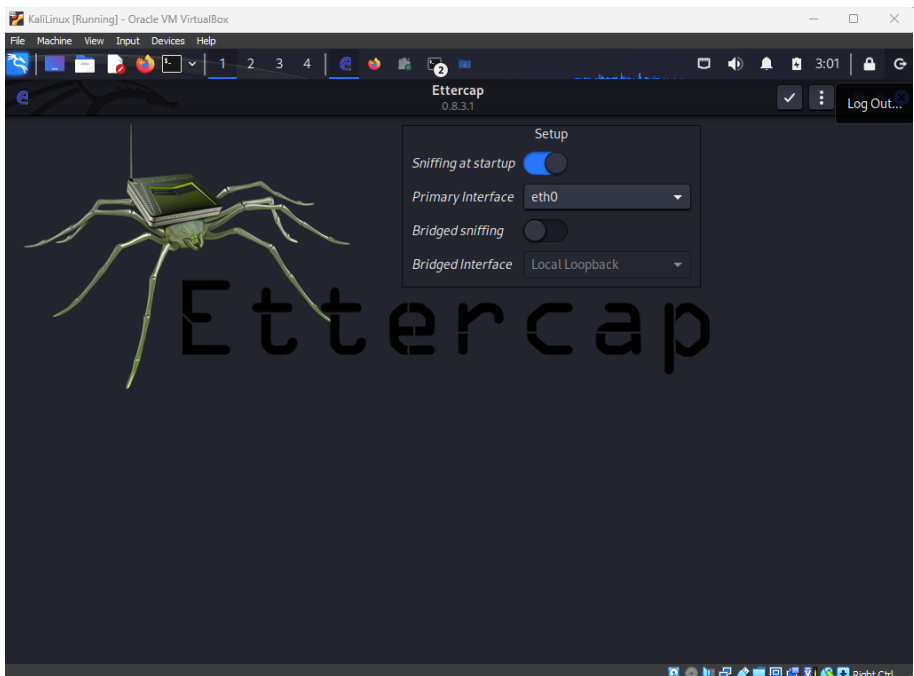 KaliLinux [Running] - Oracle VM VirtualBox
File Machine View Input Devices Help
1 2 3 4 2 3:01
Ettercap
0.8.3.1
Log Out...
Setup
Sniffing at startup
Primary Interface eth0
Bridged sniffing
Bridged Interface Local Loopback
Ettercap
Right Ctrl